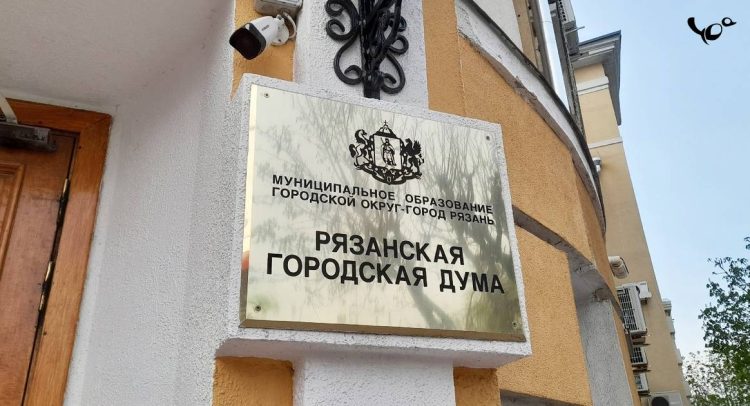 МУНИЦИПАЛЬНОЕ ОБРАЗОВАНИЕ
ГОРОДСКОЙ ОКРУГ-ГОРОД РЯЗАНЬ
РЯЗАНСКАЯ
ГОРОДСКАЯ ДУМА